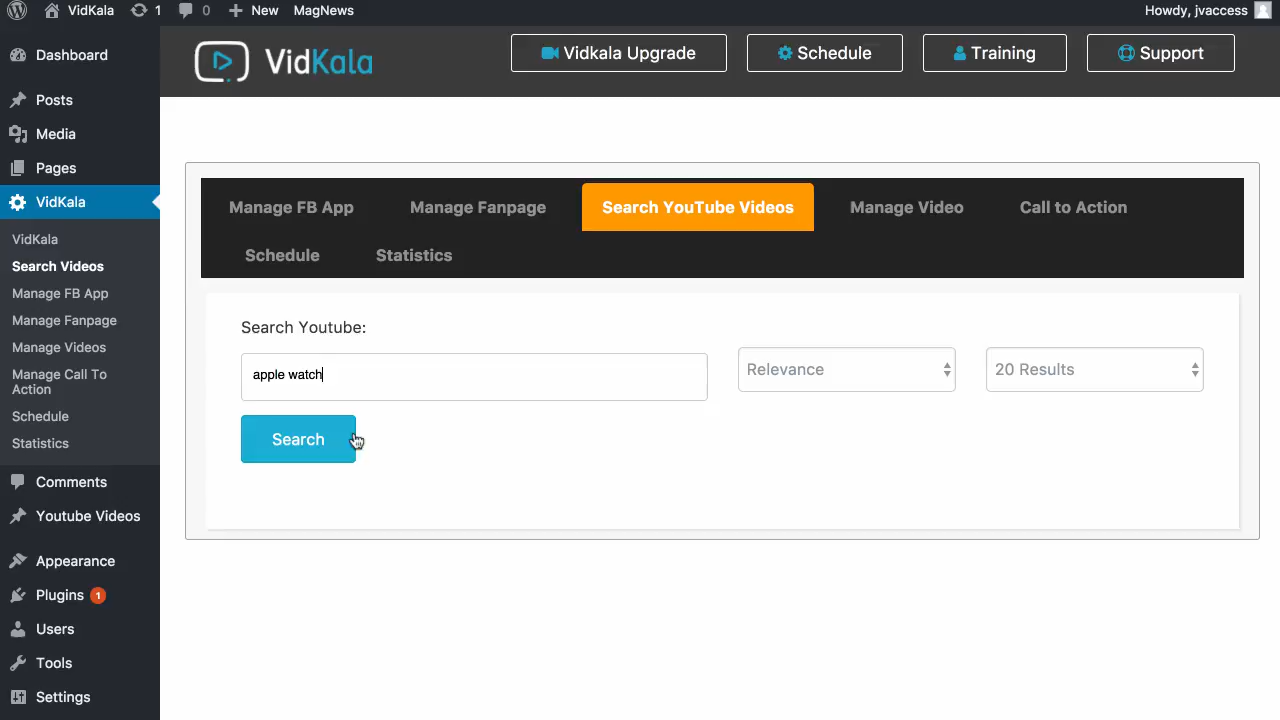 VidKala 1 0 New MagNews Howdy, jvaccess
Dashboard
Posts
Media
Pages
VidKala
VidKala
Search Videos
Manage FB App
Manage Fanpage
Manage Videos
Manage Call To
Action
Schedule
Statistics
Comments
Youtube Videos
Appearance
Plugins 1
Users
Tools
Settings
VidKala
Vidkala Upgrade
Schedule
Training
Support
Manage FB App
Manage Fanpage
Search YouTube Videos
Manage Video
Call to Action
Schedule
Statistics
Search Youtube:
apple watch
Relevance
20 Results
Search